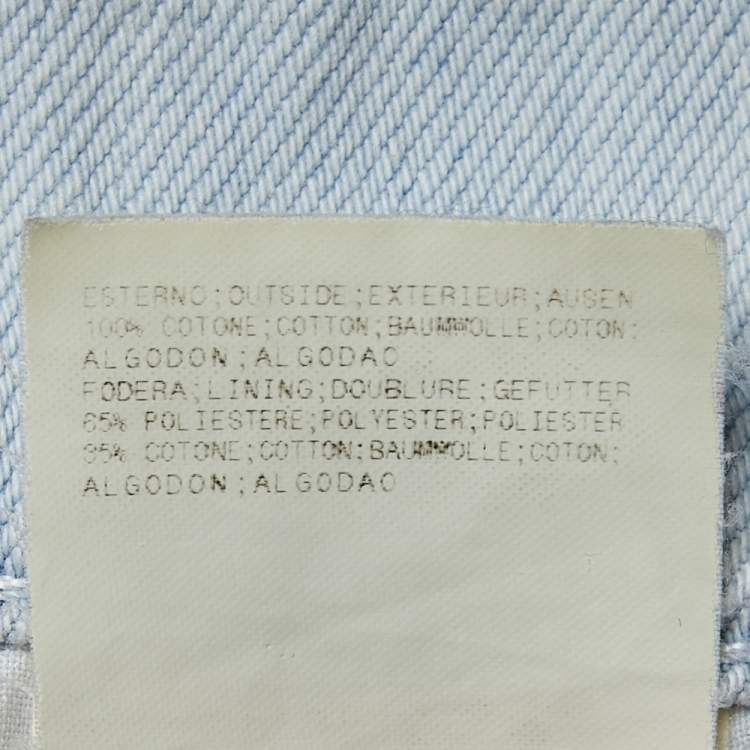 ESTERNO;OUTSIDE;EXTERIEUR;AUSEN
100% COTONE;COTTON;BAUMWOLLE;COTON;
ALGODON;ALGODAO
FODERA;LINING;DOUBLURE;GEFUTTER
65% POLIESTERE;POLYESTER;POLIESTER
35% COTONE;COTTON;BAUMWOLLE;COTON;
ALGODON;ALGODAO